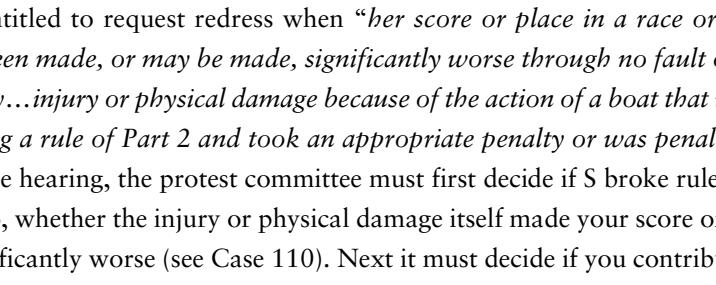 ntitled to request redress when “her score or place in a race or
een made, or may be made, significantly worse through no fault
y…injury or physical damage because of the action of a boat that
g a rule of Part 2 and took an appropriate penalty or was penal
e hearing, the protest committee must first decide if S broke rule
, whether the injury or physical damage itself made your score o
ficantly worse (see Case 110). Next it must decide if you contrib